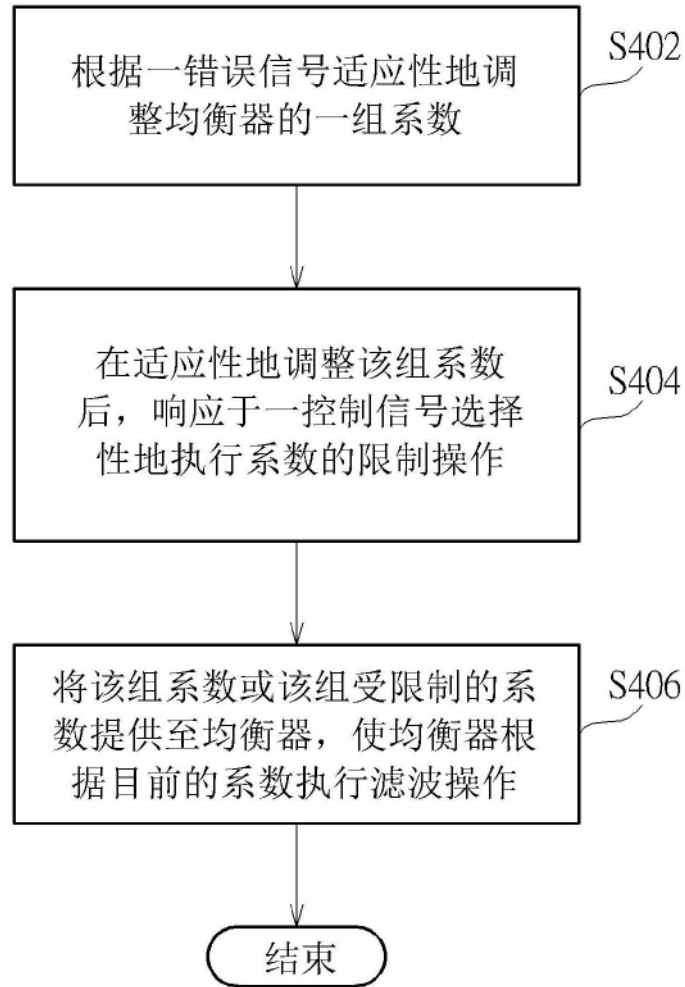 根据一错误信号适应性地调
整均衡器的一组系数
S402
在适应性地调整该组系数
后，响应于一控制信号选择
性地执行系数的限制操作
S404
将该组系数或该组受限制的系
数提供至均衡器，使均衡器根
据目前的系数执行滤波操作
S406
结束